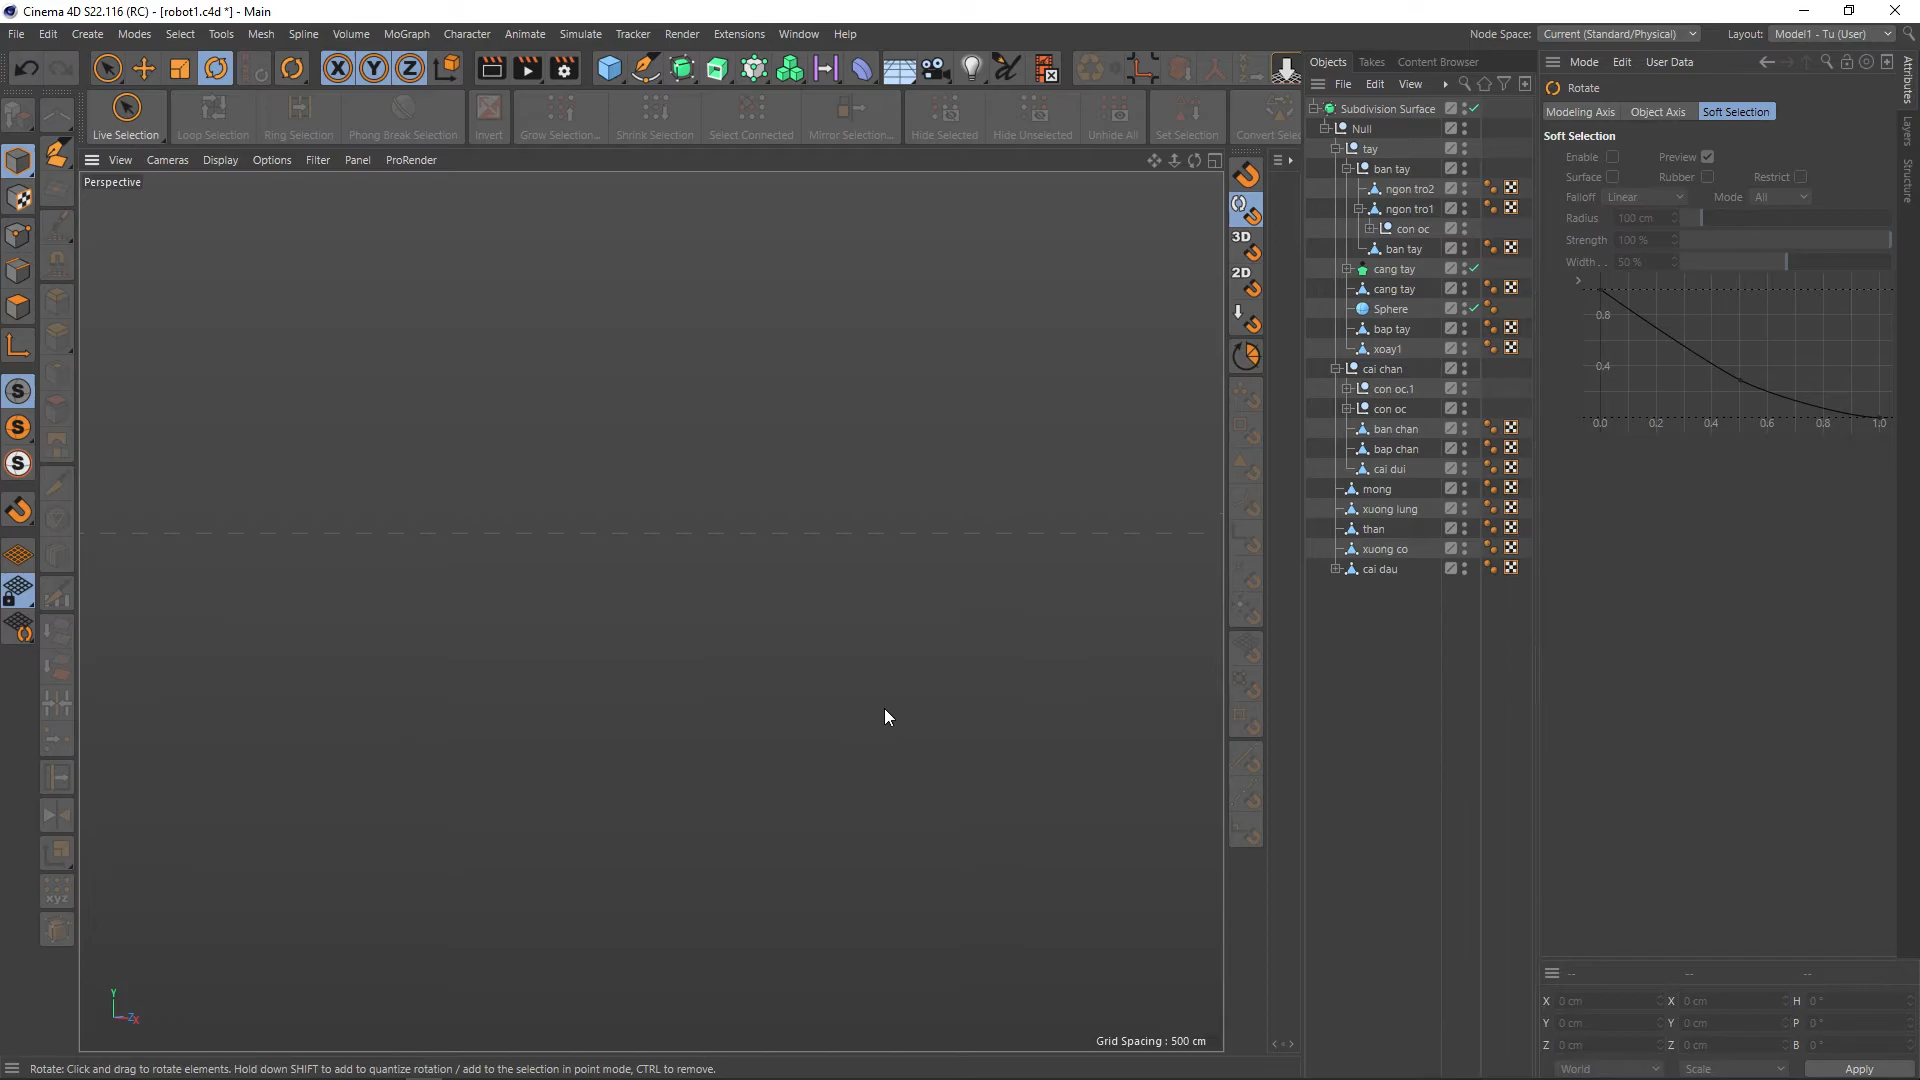 Cinema 4D S22.116 (RC) - [robot1.c4d *] - Main
File Edit Create Modes Select Tools Mesh Spline Volume MoGraph Character Animate Simulate Tracker Render Extensions Window Help
Node Space: Current (Standard/Physical) Layout: Model1 - Tu (User)
Objects Takes Content Browser
Mode Edit User Data
File Edit View
Rotate
Live Selection Loop Selection Ring Selection Phong Break Selection Invert Grow Selection... Shrink Selection Select Connected Mirror Selection... Hide Selected Hide Unselected Unhide All Set Selection Convert Selec
Modeling Axis Object Axis Soft Selection
View Cameras Display Options Filter Panel ProRender
Perspective
3D
2D
Subdivision Surface
Null
tay
ban tay
ngon tro2
ngon tro1
con oc
ban tay
cang tay
cang tay
Sphere
bap tay
xoay1
cai chan
con oc.1
con oc
ban chan
bap chan
cai dui
mong
xuong lung
than
xuong co
cai dau
Soft Selection
Enable Preview
Surface Rubber Restrict
Falloff Linear Mode All
Radius 100 cm
Strength 100 %
Width . . 50 %
0.8
0.4
0.0 0.2 0.4 0.6 0.8 1.0
Attributes
Layers
Structure
X Y Z
S
S
S
xyz
Y
Z X
Grid Spacing : 500 cm
-- -- --
X 0 cm X 0 cm H 0 °
Y 0 cm Y 0 cm P 0 °
Z 0 cm Z 0 cm B 0 °
World Scale Apply
Rotate: Click and drag to rotate elements. Hold down SHIFT to add to quantize rotation / add to the selection in point mode, CTRL to remove.